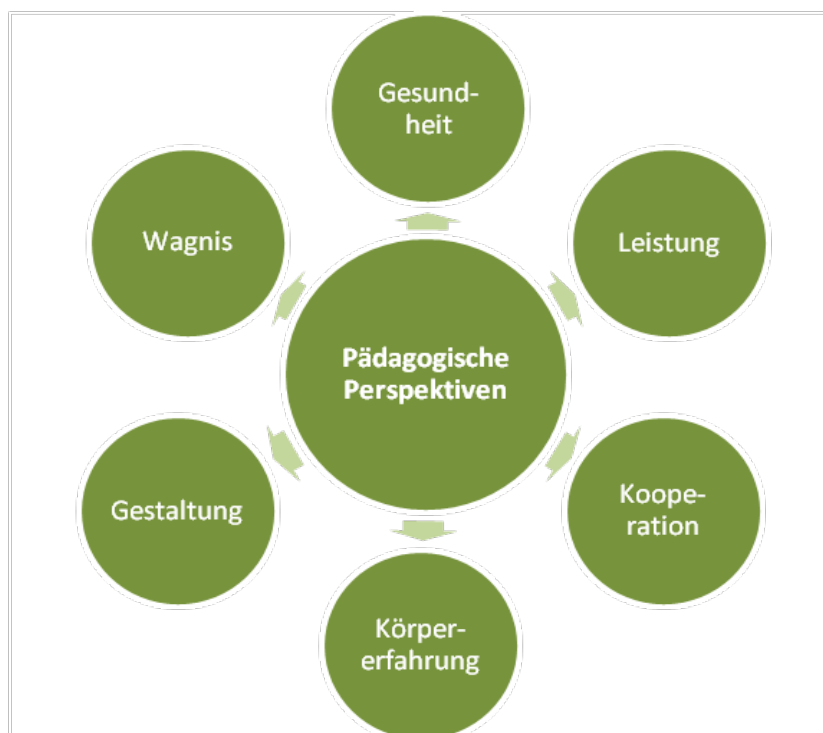 Gesund-
heit
Wagnis
Leistung
Pädagogische
Perspektiven
Gestaltung
Koope-
ration
Körper-
erfahrung